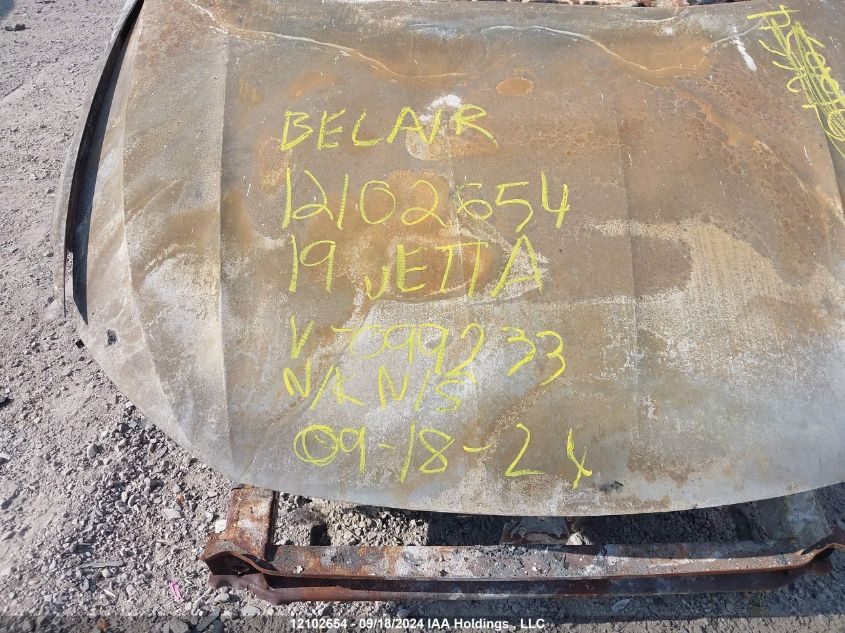 BELAIR
12102654
19 JETTA
V-099233
N/K N/S
09-18-24
12102654 - 09/18/2024 IAA Holdings , LLC